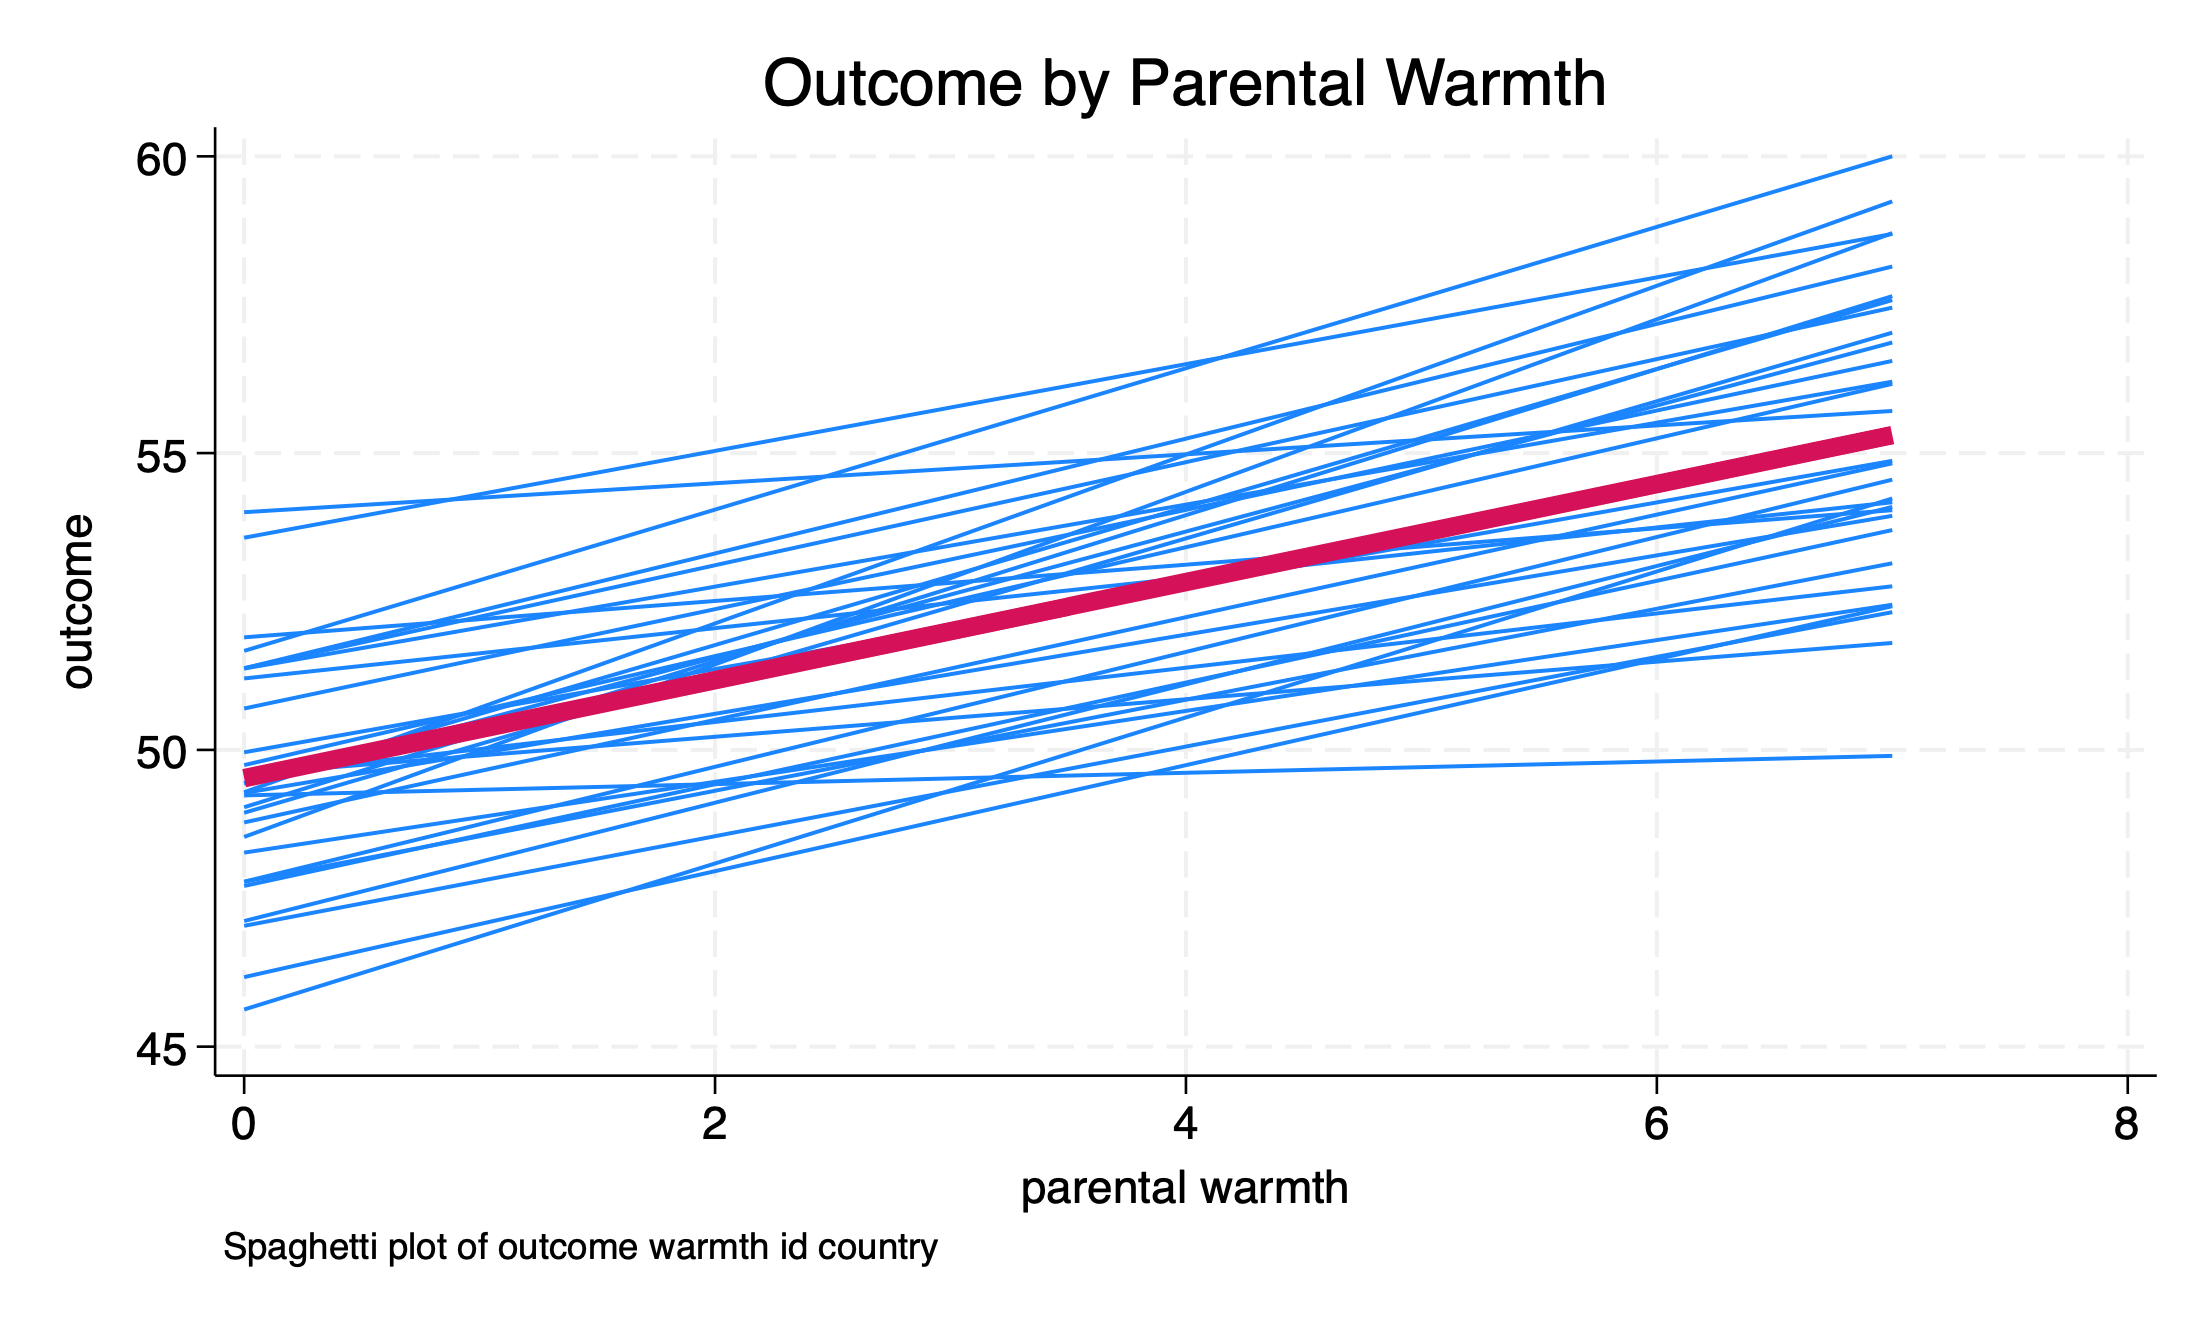 Outcome by Parental Warmth
60
55
50
45
outcome
0 2 4 6 8
parental warmth
Spaghetti plot of outcome warmth id country